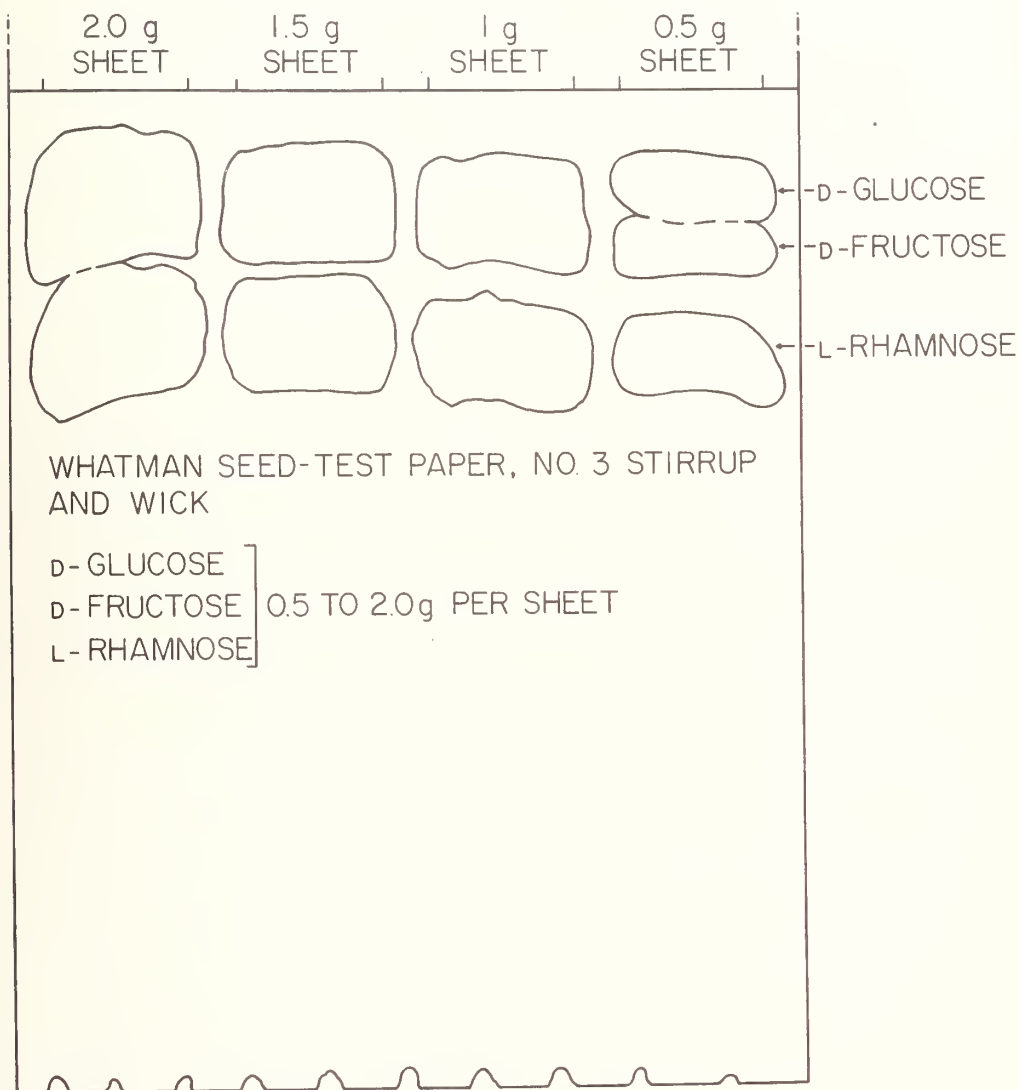 2.0 g 1.5 g 1 g 0.5 g
SHEET SHEET SHEET SHEET
D-GLUCOSE
D-FRUCTOSE
L-RHAMNOSE
WHATMAN SEED-TEST PAPER, NO. 3 STIRRUP
AND WICK
D-GLUCOSE
D-FRUCTOSE 0.5 TO 2.0g PER SHEET
L-RHAMNOSE